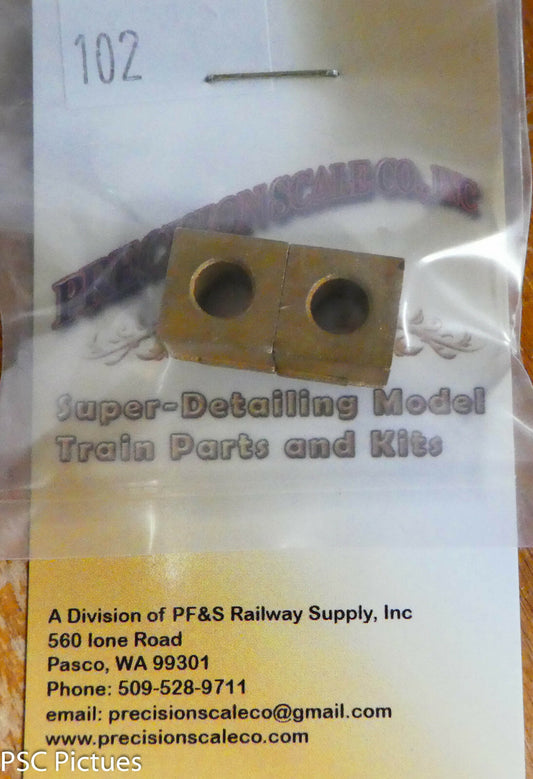 102
PRECISION SCALE CO., INC
Super-Detailing Model
Train Parts and Kits
A Division of PF&S Railway Supply, Inc
560 Ione Road
Pasco, WA 99301
Phone: 509-528-9711
email: precisionscaleco@gmail.com
www.precisionscaleco.com
PSC Pictues